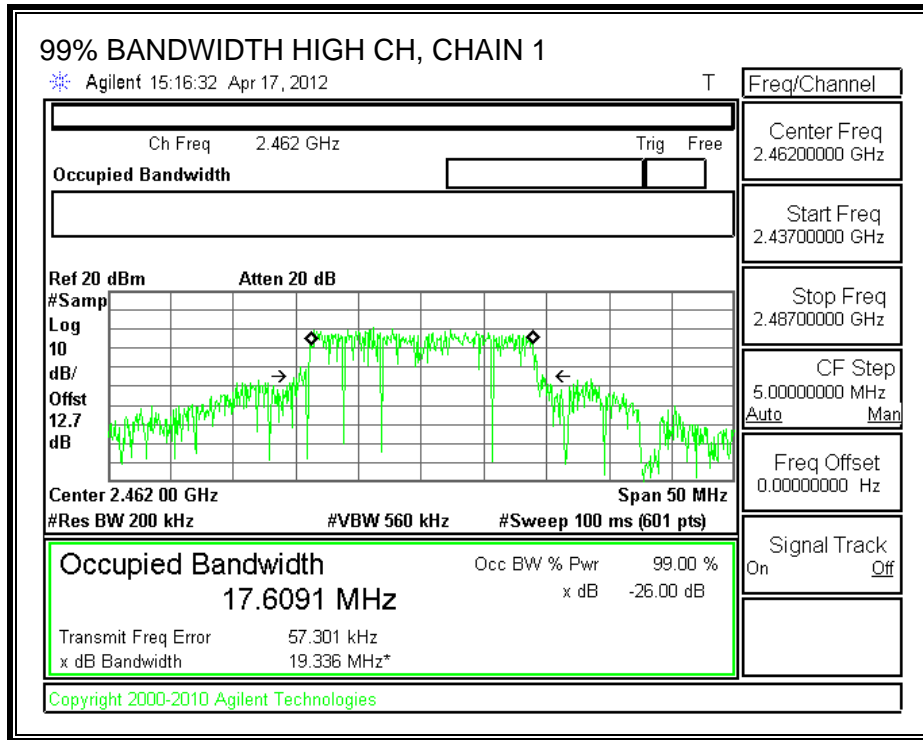 99% BANDWIDTH HIGH CH, CHAIN 1
Agilent 15:16:32 Apr 17, 2012 T
Freq/Channel
Ch Freq 2.462 GHz Trig Free
Occupied Bandwidth
Center Freq
2.46200000 GHz
Start Freq
2.43700000 GHz
Stop Freq
2.48700000 GHz
CF Step
5.00000000 MHz
Auto Man
Freq Offset
0.00000000 Hz
Signal Track
On Off
Ref 20 dBm Atten 20 dB
#Samp
Log
10
dB/
Offst
12.7
dB
Center 2.462 00 GHz Span 50 MHz
#Res BW 200 kHz #VBW 560 kHz #Sweep 100 ms (601 pts)
Occupied Bandwidth
17.6091 MHz
Occ BW % Pwr 99.00 %
x dB -26.00 dB
Transmit Freq Error 57.301 kHz
x dB Bandwidth 19.336 MHz*
Copyright 2000-2010 Agilent Technologies